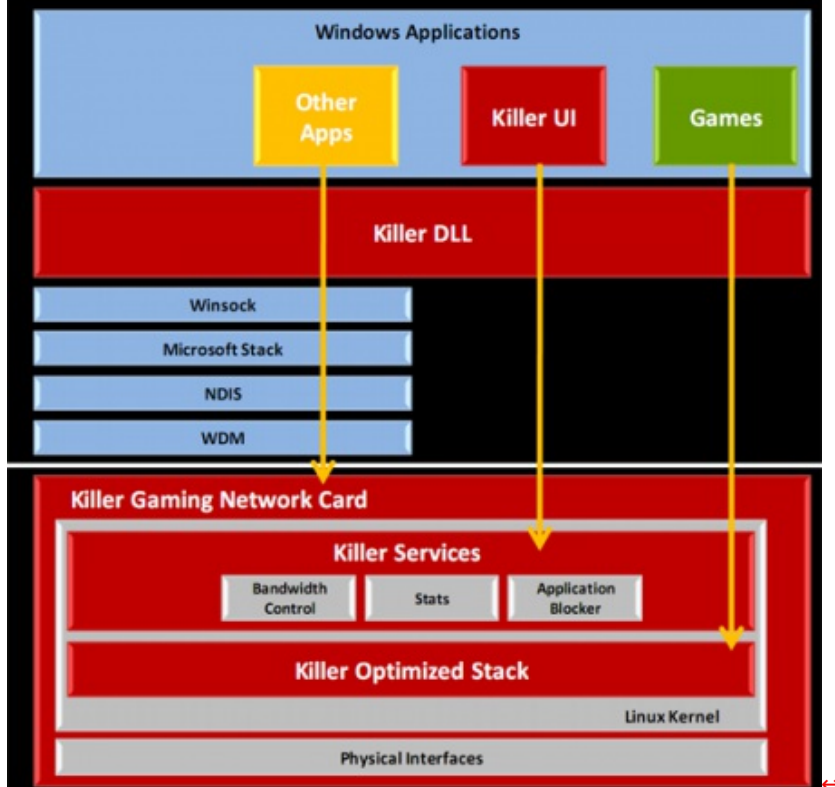 Windows Applications
Other
Apps
Killer UI
Games
Killer DLL
Winsock
Microsoft Stack
NDIS
WDM
Killer Gaming Network Card
Killer Services
Bandwidth
Control
Stats
Application
Blocker
Killer Optimized Stack
Linux Kernel
Physical Interfaces